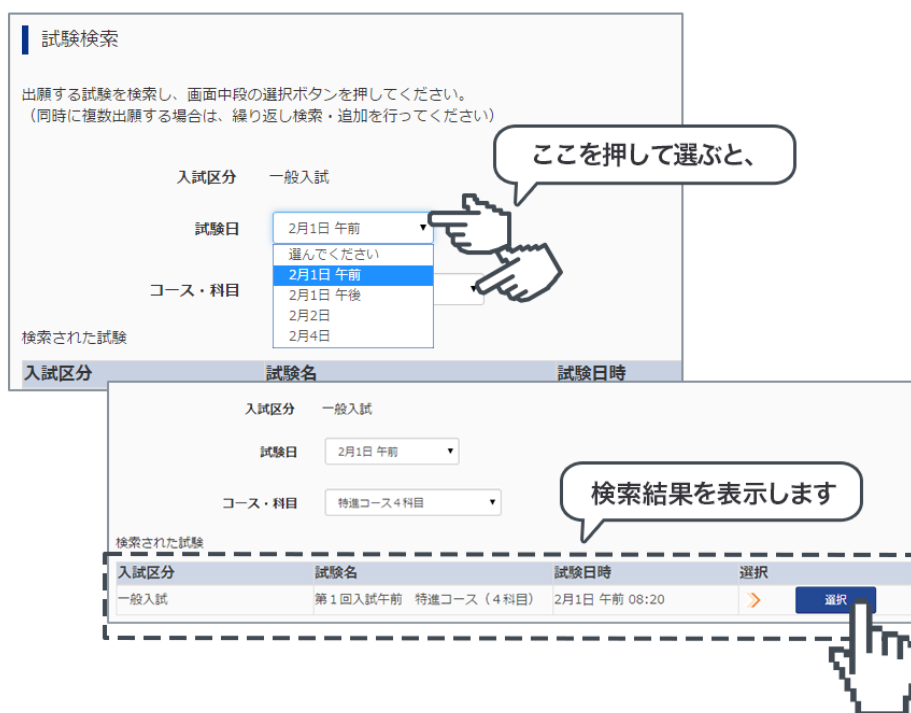 試験検索
出願する試験を検索し、画面中段の選択ボタンを押してください。
（同時に複数出願する場合は、繰り返し検索・追加を行ってください）
ここを押して選ぶと、
入試区分 一般入試
試験日 2月1日 午前
選んでください
2月1日 午前
2月1日 午後
2月2日
2月4日
コース・科目
検索された試験
入試区分 試験名 試験日時
入試区分 一般入試
試験日 2月1日 午前
コース・科目 特進コース４科目
検索結果を表示します
検索された試験
入試区分 試験名 試験日時 選択
一般入試 第１回入試午前 特進コース（４科目） 2月1日 午前 08:20 選択